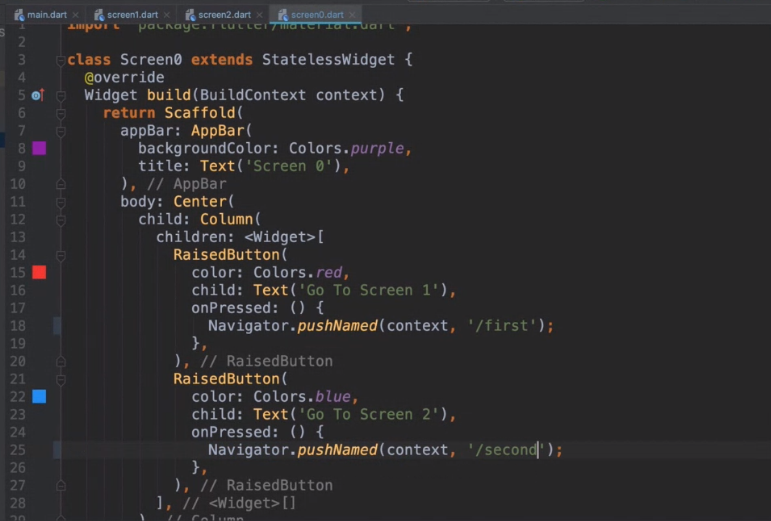 main.dart screen1.dart screen2.dart screen0.dart
import 'package:flutter/material.dart';
2
3 class Screen0 extends StatelessWidget {
4 @override
5 Widget build(BuildContext context) {
6 return Scaffold(
7 appBar: AppBar(
8 backgroundColor: Colors.purple,
9 title: Text('Screen 0'),
10 ), // AppBar
11 body: Center(
12 child: Column(
13 children: <Widget>[
14 RaisedButton(
15 color: Colors.red,
16 child: Text('Go To Screen 1'),
17 onPressed: () {
18 Navigator.pushNamed(context, '/first');
19 },
20 ), // RaisedButton
21 RaisedButton(
22 color: Colors.blue,
23 child: Text('Go To Screen 2'),
24 onPressed: () {
25 Navigator.pushNamed(context, '/second');
26 },
27 ), // RaisedButton
28 ], // <Widget>[]
29 ), // Column